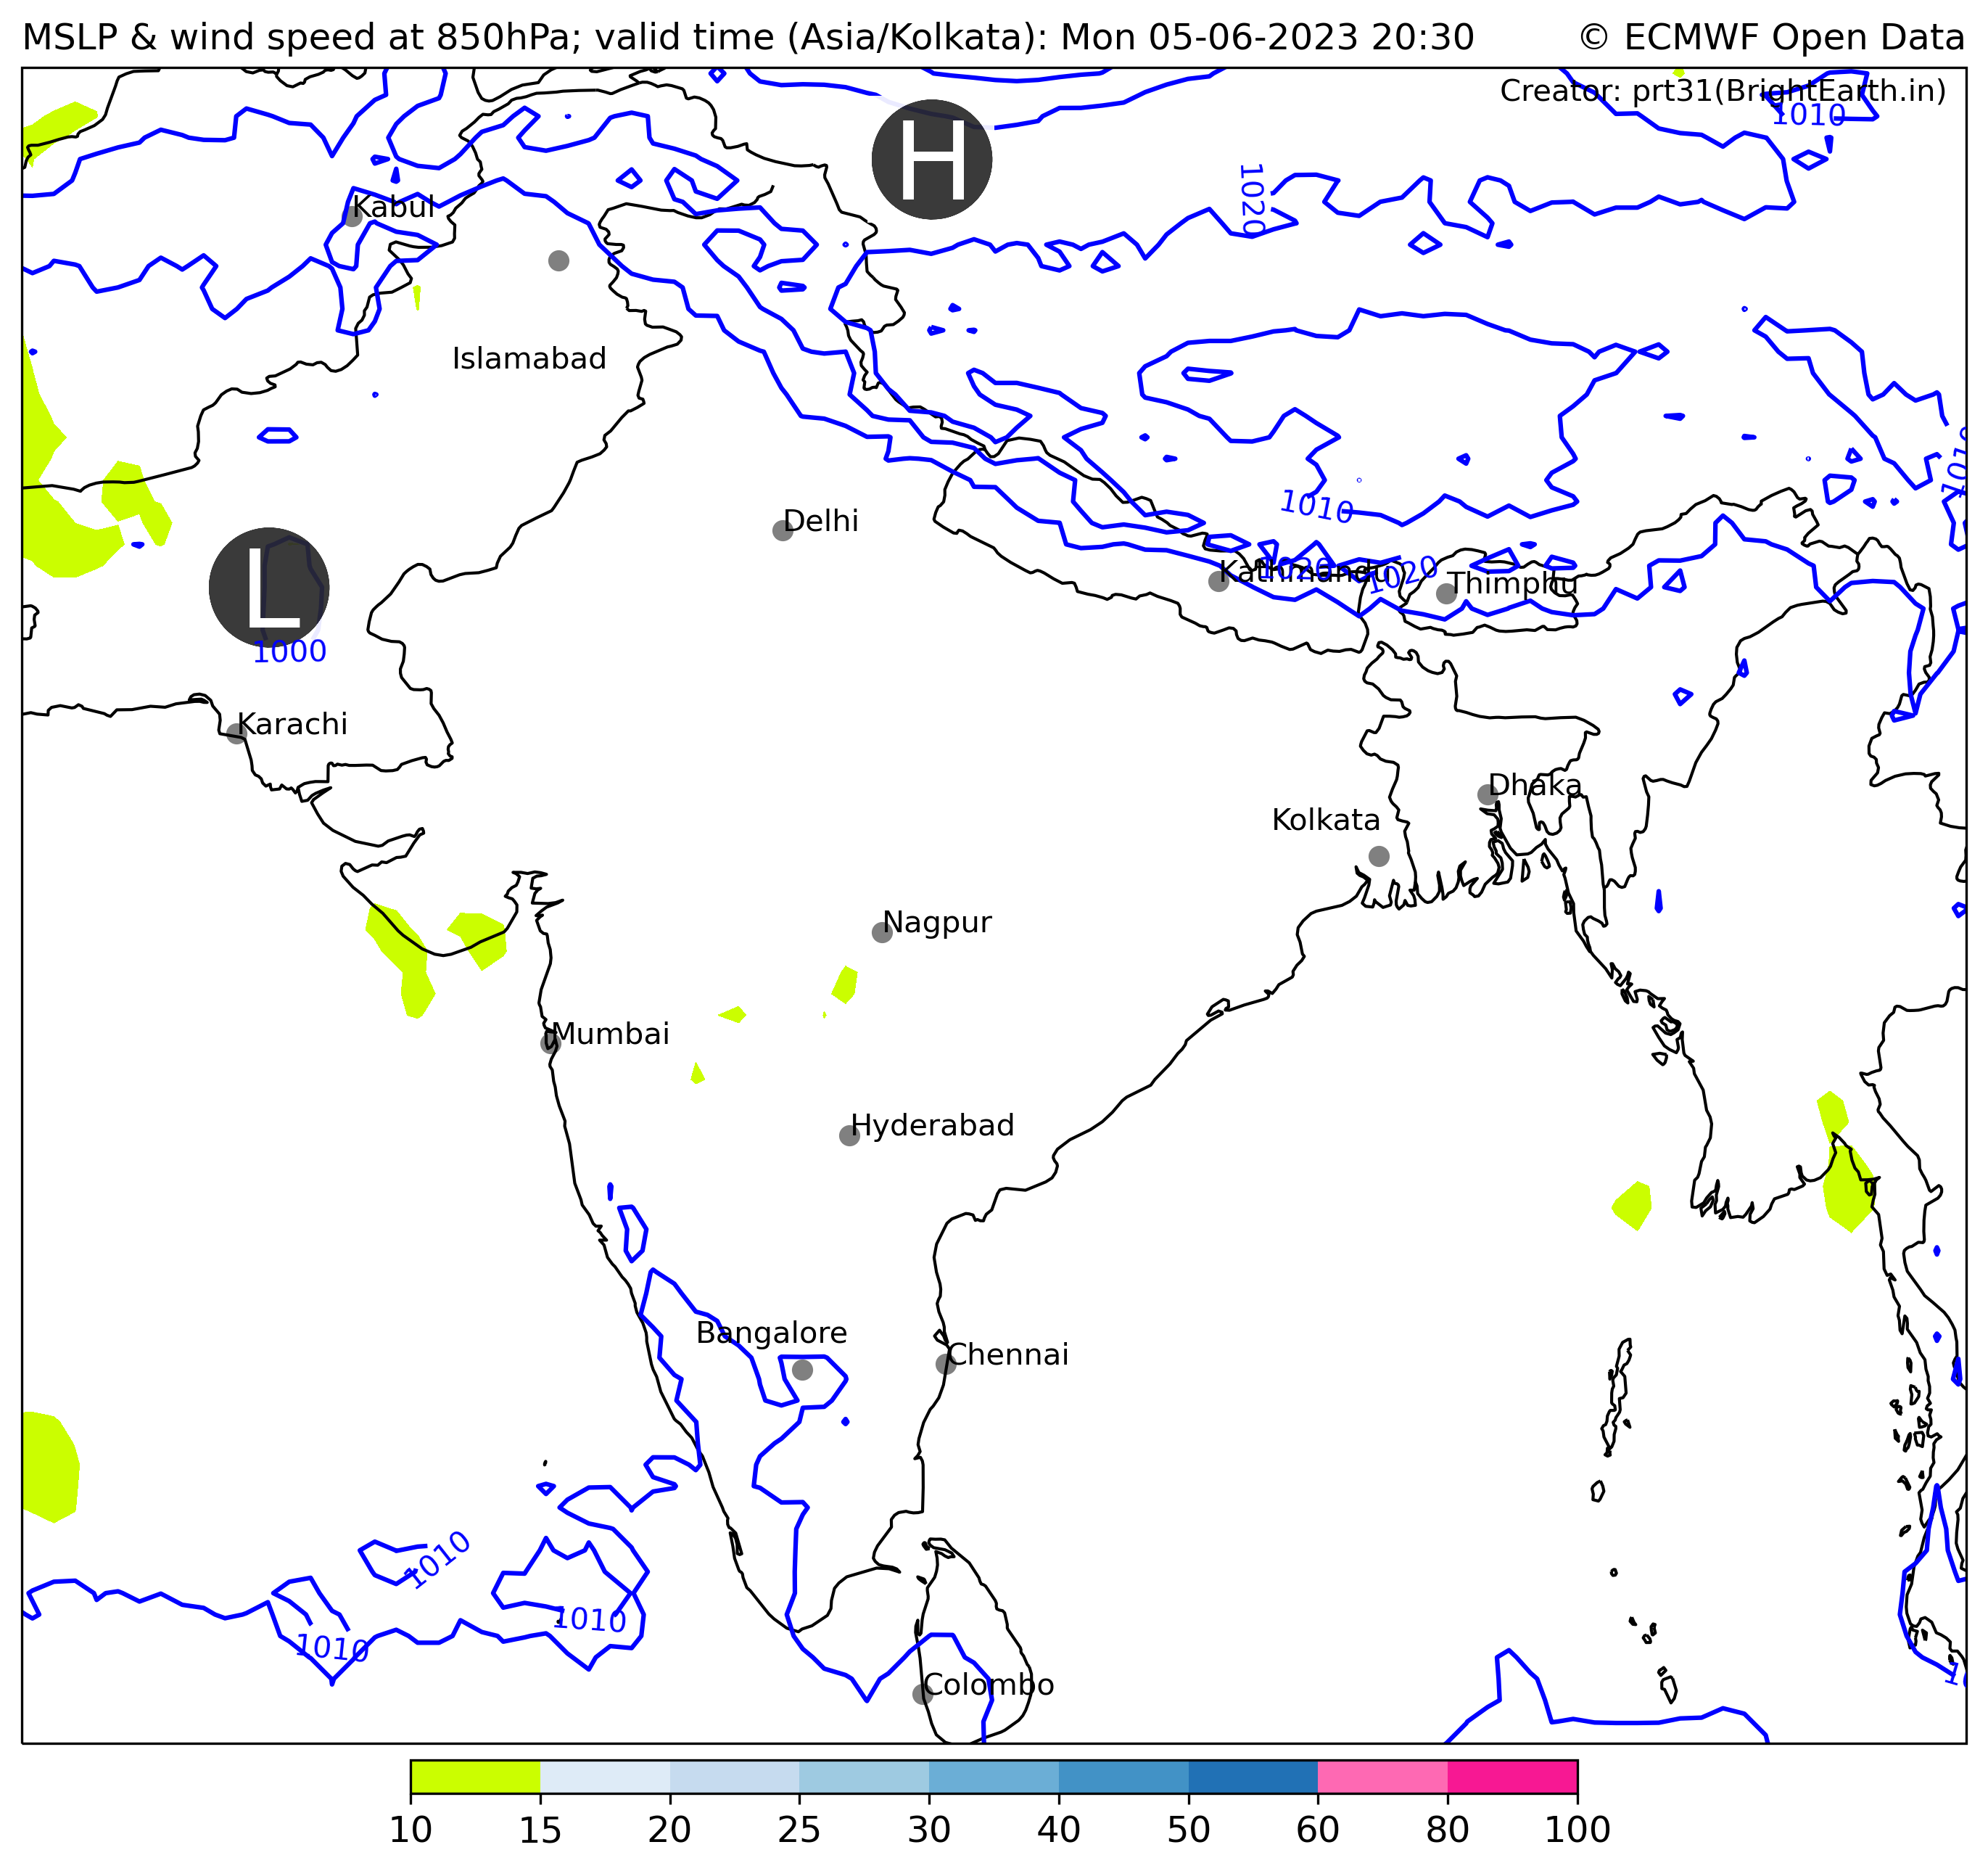 MSLP & wind speed at 850hPa; valid time (Asia/Kolkata): Mon 05-06-2023 20:30
© ECMWF Open Data
Creator: prt31(BrightEarth.in)
1010
H
1020
Kabul
Islamabad
1010
Delhi
L
1000
Kathmandu
1020
1020
Thimphu
Karachi
Dhaka
Kolkata
Nagpur
Mumbai
Hyderabad
Bangalore
Chennai
1010
1010
1010
Colombo
10 15 20 25 30 40 50 60 80 100